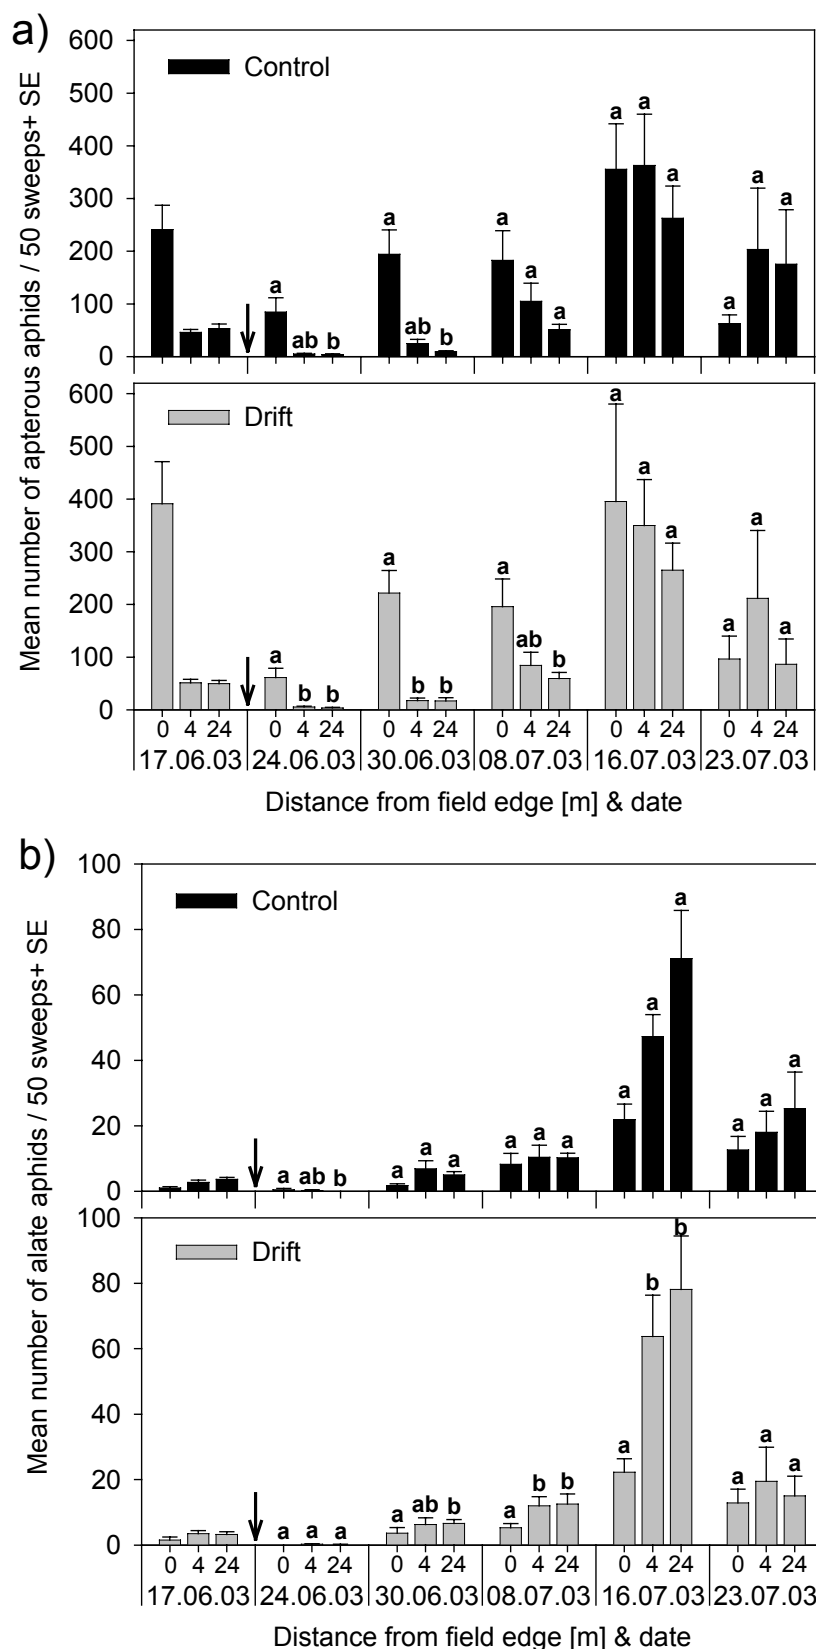 a)
Mean number of apterous aphids / 50 sweeps+ SE
600
Control
500
400
300
200
100
0
a
ab
b
a
ab
b
a
a
a
a
a
a
a
a
a
600
Drift
500
400
300
200
100
0
a
b
b
a
b
b
a
ab
b
a
a
a
a
a
a
0 4 24 0 4 24 0 4 24 0 4 24 0 4 24 0 4 24
17.06.03 24.06.03 30.06.03 08.07.03 16.07.03 23.07.03
Distance from field edge [m] & date
b)
Mean number of alate aphids / 50 sweeps+ SE
100
Control
80
60
40
20
0
a
ab
b
a
a
a
a
a
a
a
a
a
a
a
a
100
Drift
80
60
40
20
0
a
a
a
a
ab
b
a
b
b
a
b
b
a
a
a
0 4 24 0 4 24 0 4 24 0 4 24 0 4 24 0 4 24
17.06.03 24.06.03 30.06.03 08.07.03 16.07.03 23.07.03
Distance from field edge [m] & date